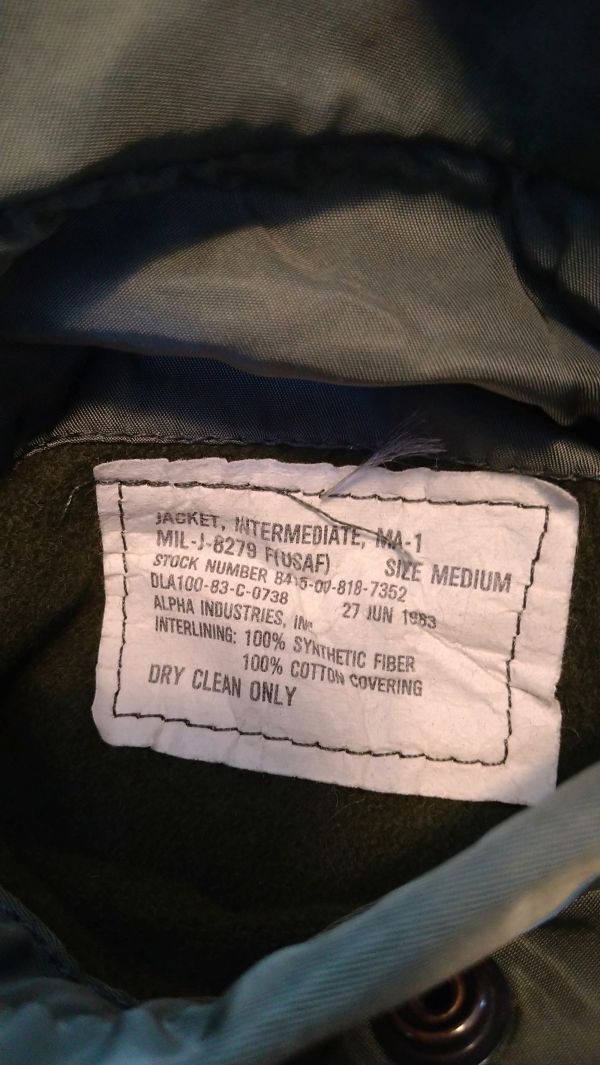 JACKET, INTERMEDIATE, MA-1
MIL-J-8279 F(USAF) SIZE MEDIUM
STOCK NUMBER 8415-00-818-7352
DLA100-83-C-0738 27 JUN 1983
ALPHA INDUSTRIES, INC
INTERLINING: 100% SYNTHETIC FIBER
100% COTTON COVERING
DRY CLEAN ONLY